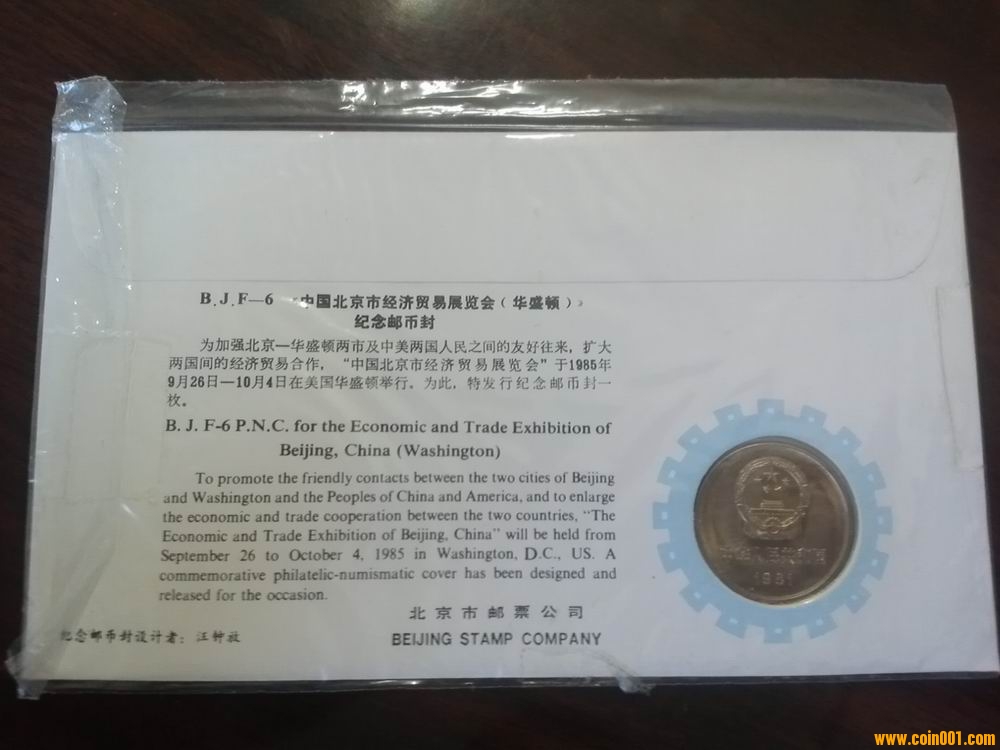 B.J.F—6 《中国北京市经济贸易展览会(华盛顿)》
纪念邮币封
为加强北京—华盛顿两市及中美两国人民之间的友好往来，扩大
两国间的经济贸易合作，“中国北京市经济贸易展览会”于1985年
9月26日—10月4日在美国华盛顿举行。为此，特发行纪念邮币封一
枚。
B. J. F-6 P.N.C. for the Economic and Trade Exhibition of
Beijing, China (Washington)
To promote the friendly contacts between the two cities of Beijing
and Washington and the Peoples of China and America, and to enlarge
the economic and trade cooperation between the two countries, “The
Economic and Trade Exhibition of Beijing, China” will be held from
September 26 to October 4, 1985 in Washington, D.C., US. A
commemorative philatelic-numismatic cover has been designed and
released for the occasion.
北京市邮票公司
BEIJING STAMP COMPANY
纪念邮币封设计者：汪钟敏
中华人民共和国
1981
www.coin001.com